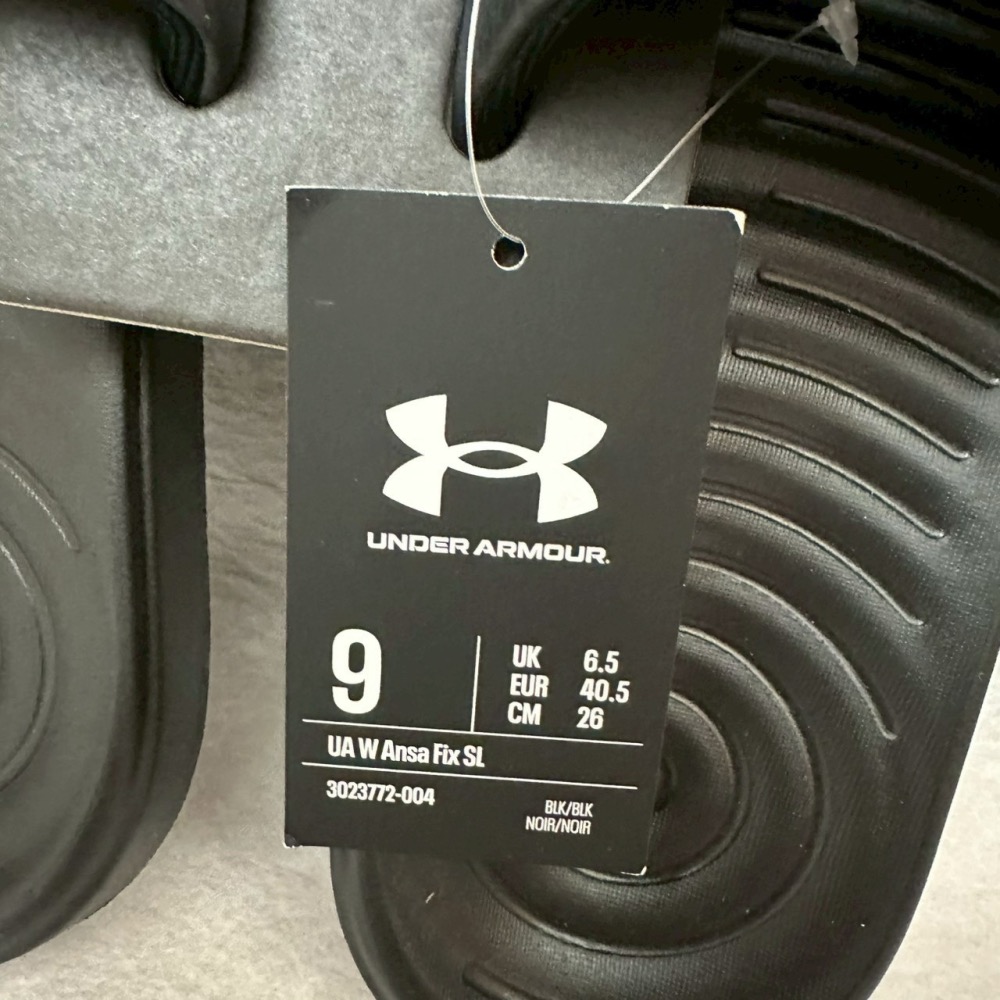 UNDER ARMOUR.
9
UK 6.5
EUR 40.5
CM 26
UA W Ansa Fix SL
3023772-004
BLK/BLK
NOIR/NOIR